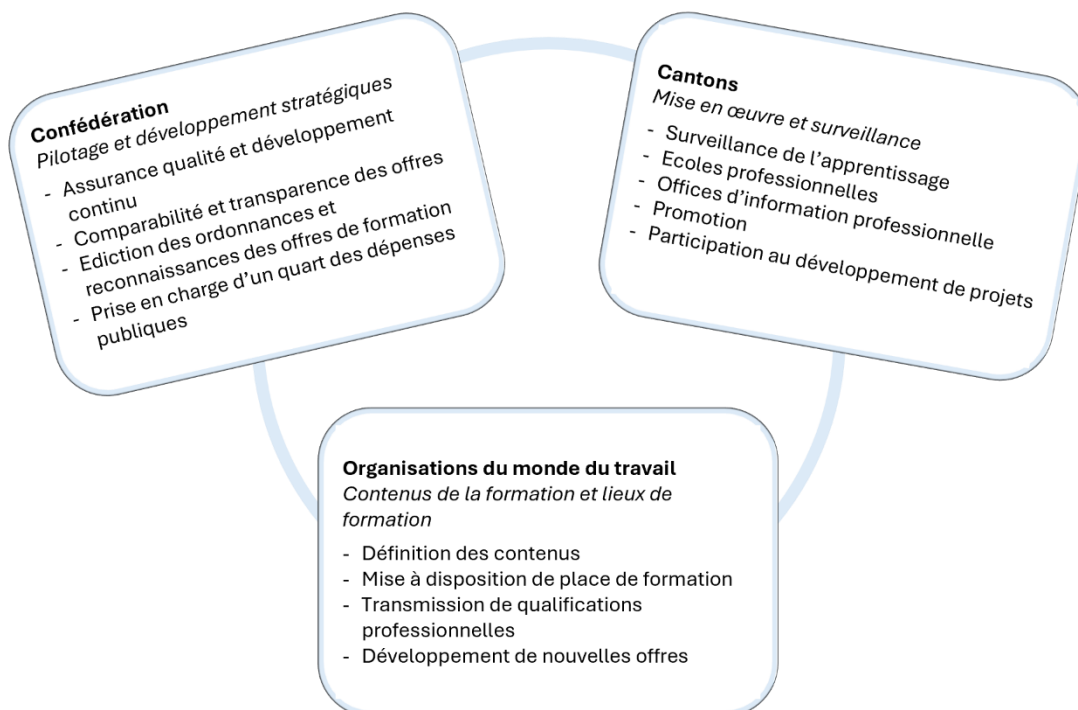 Confédération
Pilotage et développement stratégiques
- Assurance qualité et développement
continu
- Comparabilité et transparence des offres
- Ediction des ordonnances et
reconnaissances des offres de formation
- Prise en charge d'un quart des dépenses
publiques
Cantons
Mise en œuvre et surveillance
- Surveillance de l'apprentissage
- Ecoles professionnelles
- Offices d'information professionnelle
- Promotion
- Participation au développement de projets
Organisations du monde du travail
Contenus de la formation et lieux de
formation
- Définition des contenus
- Mise à disposition de place de formation
- Transmission de qualifications
professionnelles
- Développement de nouvelles offres